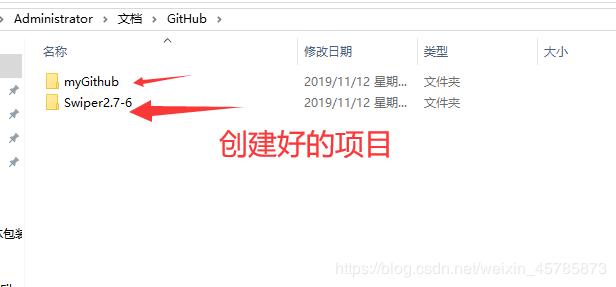 Administrator > 文档 > GitHub >
名称 修改日期 类型 大小
myGithub 2019/11/12 星期... 文件夹
Swiper2.7-6 2019/11/12 星期... 文件夹
创建好的项目
https://blog.csdn.net/weixin_45785873